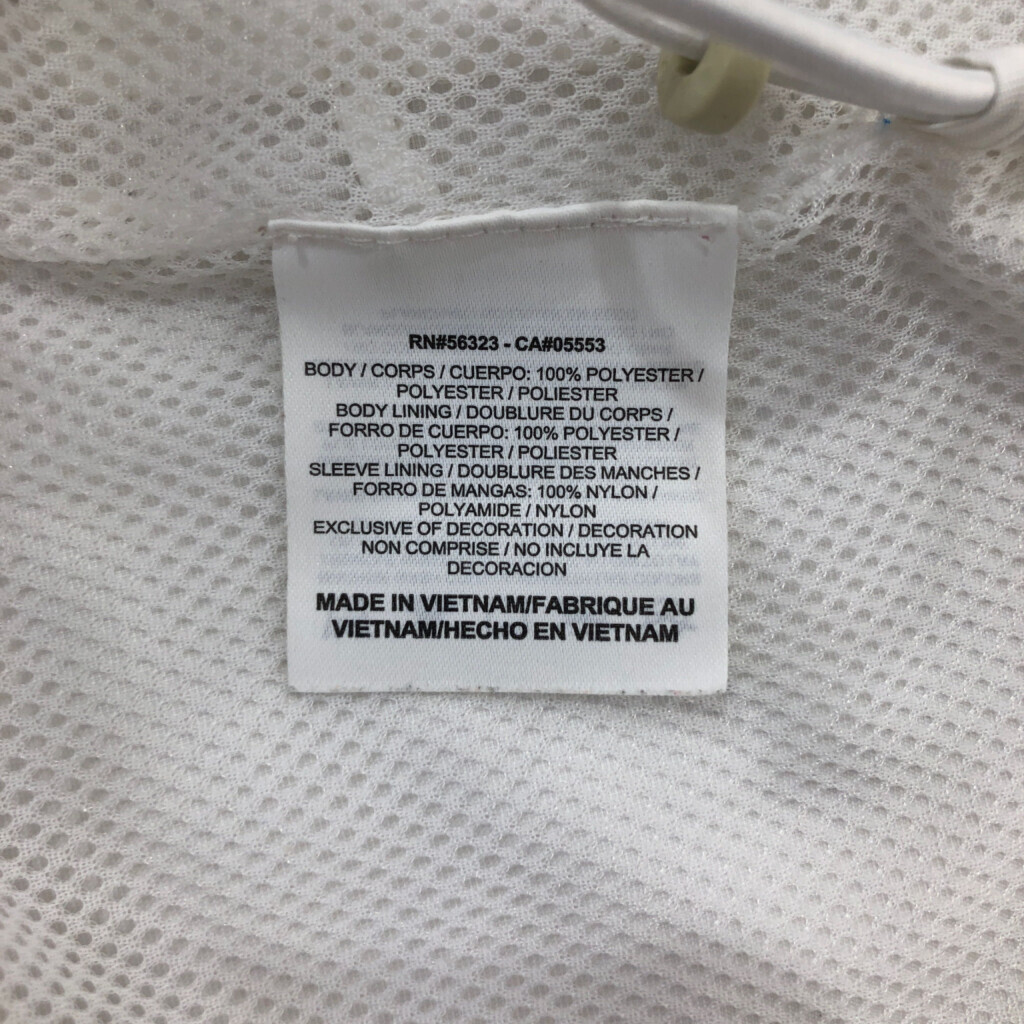 RN#56323 - CA#05553
BODY / CORPS / CUERPO: 100% POLYESTER /
POLYESTER / POLIESTER
BODY LINING / DOUBLURE DU CORPS /
FORRO DE CUERPO: 100% POLYESTER /
POLYESTER / POLIESTER
SLEEVE LINING / DOUBLURE DES MANCHES /
FORRO DE MANGAS: 100% NYLON /
POLYAMIDE / NYLON
EXCLUSIVE OF DECORATION / DECORATION
NON COMPRISE / NO INCLUYE LA
DECORACION
MADE IN VIETNAM/FABRIQUE AU
VIETNAM/HECHO EN VIETNAM